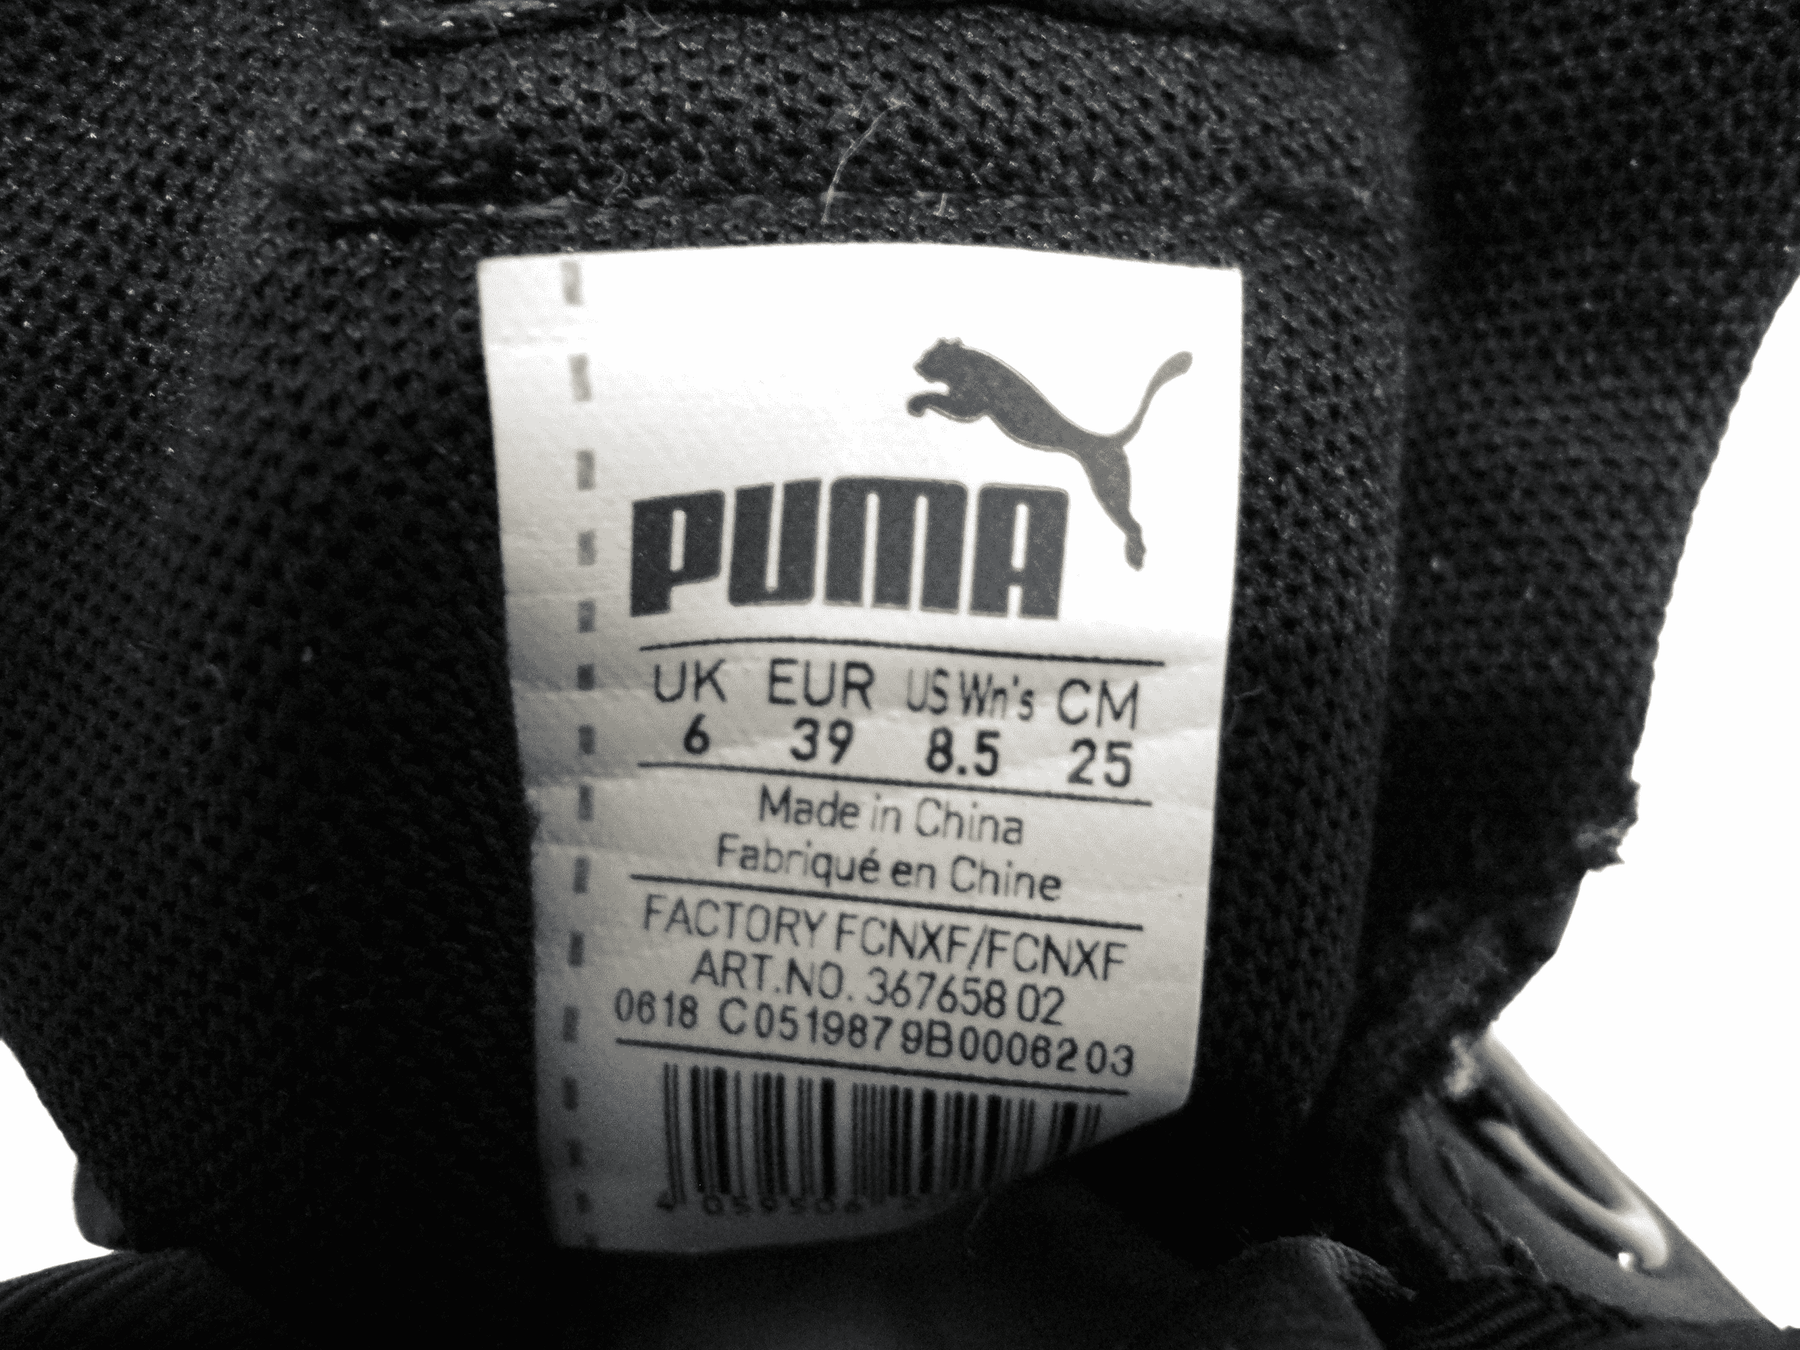 PUMA
UK EUR US Wn's CM
6 39 8.5 25
Made in China
Fabriqué en Chine
FACTORY FCNXF/FCNXF
ART.NO. 367658 02
0618 C0519879B0006203